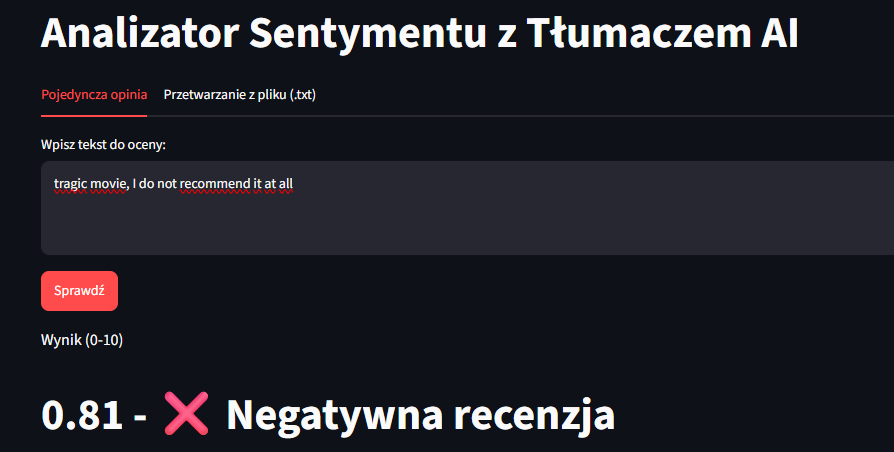 Analizator Sentymentu z Tłumaczem AI
Pojedyncza opinia Przetwarzanie z pliku (.txt)
Wpisz tekst do oceny:
tragic movie, I do not recommend it at all
Sprawdź
Wynik (0-10)
0.81 - ❌ Negatywna recenzja